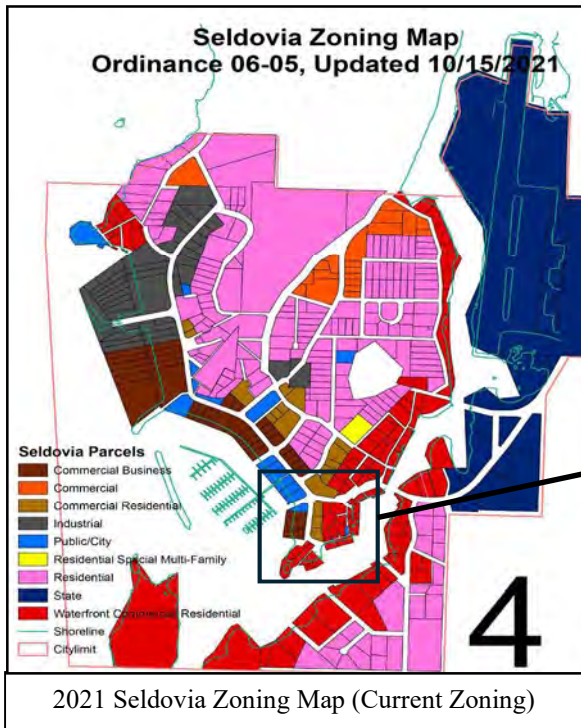 Seldovia Zoning Map
Ordinance 06-05, Updated 10/15/2021
Seldovia Parcels
Commercial Business
Commercial
Commercial Residential
Industrial
Public/City
Residential Special Multi-Family
Residential
State
Waterfront Commercial Residential
Shoreline
Citylimit
4
2021 Seldovia Zoning Map (Current Zoning)